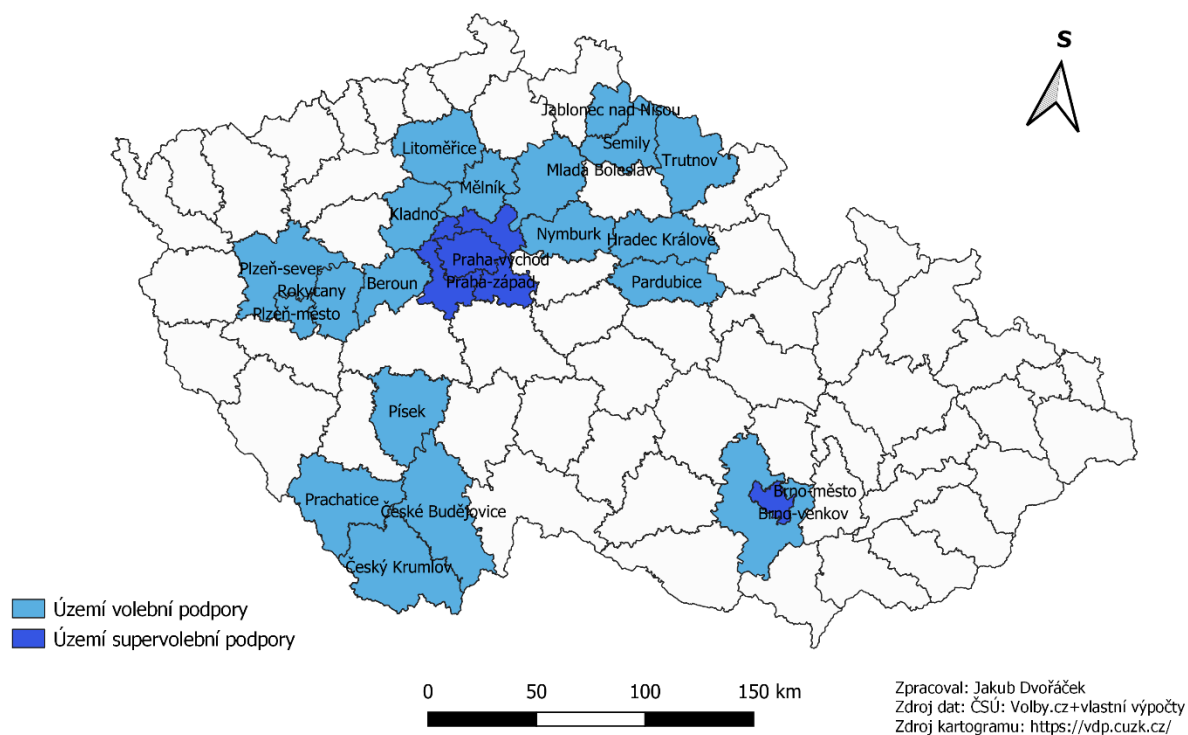 S
Jablonec nad Nisou
Litoměřice
Semily
Trutnov
Mladá Boleslav
Mělník
Kladno
Nymburk
Hradec Králové
Praha-východ
Plzeň-sever
Rokycany
Beroun
Praha-západ
Pardubice
Plzeň-město
Písek
Brno-město
Prachatice
České Budějovice
Brno-venkov
Český Krumlov
Území volební podpory
Území supervolební podpory
0 50 100 150 km
Zpracoval: Jakub Dvořáček
Zdroj dat: ČSÚ: Volby.cz+vlastní výpočty
Zdroj kartogramu: https://vdp.cuzk.cz/